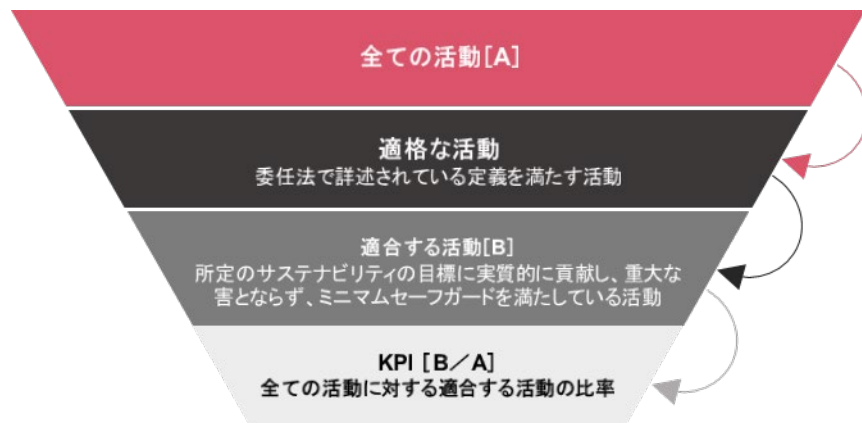 全ての活動[A]
適格な活動
委任法で詳述されている定義を満たす活動
適合する活動[B]
所定のサステナビリティの目標に実質的に貢献し、重大な
害とならず、ミニマムセーフガードを満たしている活動
KPI [B／A]
全ての活動に対する適合する活動の比率